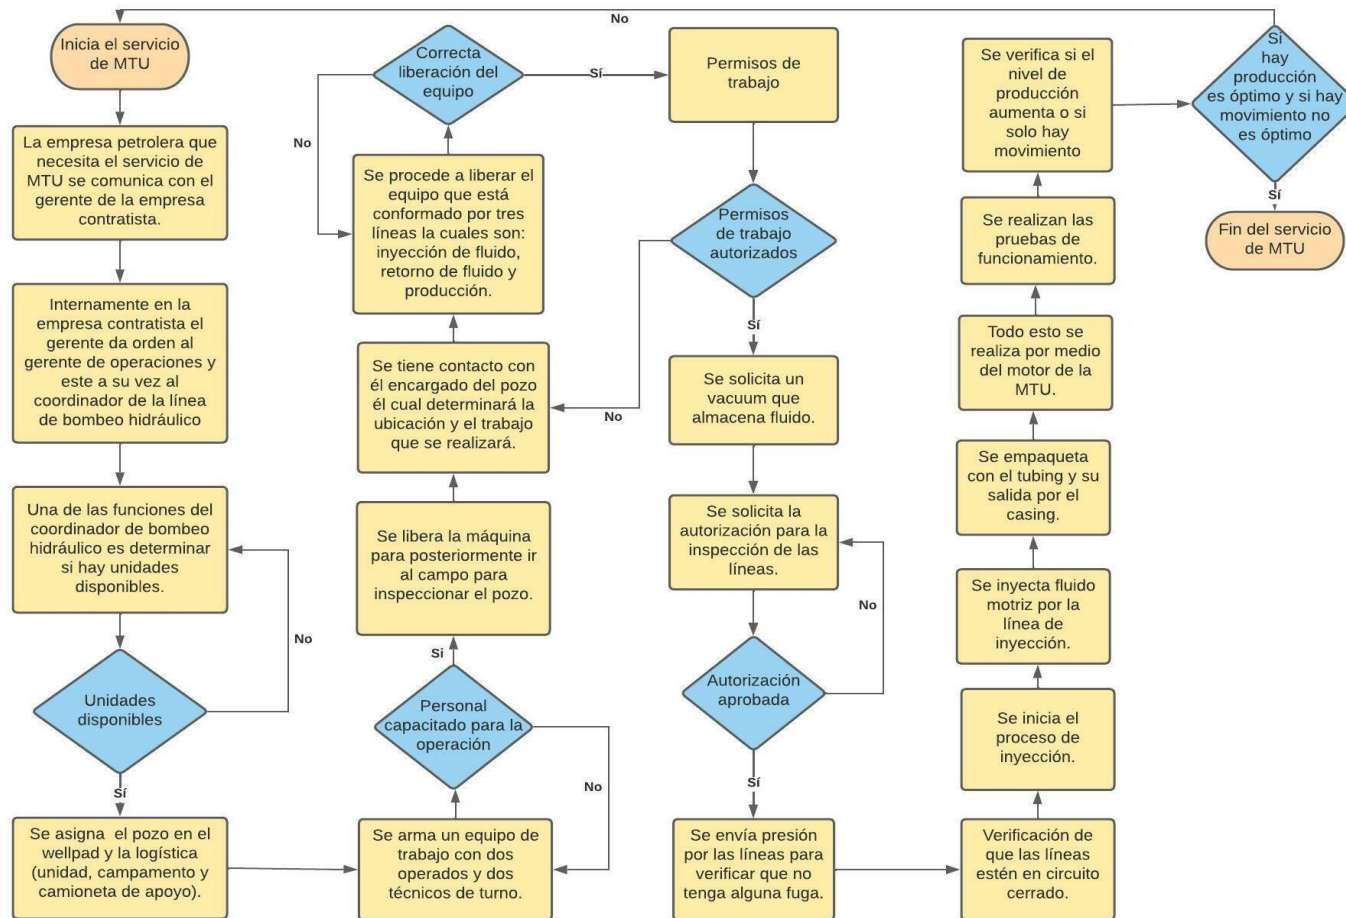 Inicia el servicio
de MTU
La empresa petrolera que
necesita el servicio de
MTU se comunica con el
gerente de la empresa
contratista.
Internamente en la
empresa contratista el
gerente da orden al
gerente de operaciones y
este a su vez al
coordinador de la línea
de bombeo hidráulico
Una de las funciones del
coordinador de bombeo
hidráulico es determinar
si hay unidades
disponibles.
No
Unidades
disponibles
Sí
Se asigna el pozo en el
wellpad y la logística
(unidad, campamento y
camioneta de apoyo).
Se arma un equipo de
trabajo con dos
operados y dos
técnicos de turno.
No
Personal
capacitado para la
operación
Si
Se libera la máquina
para posteriormente ir
al campo para
inspeccionar el pozo.
Se tiene contacto con
él encargado del pozo
él cual determinará la
ubicación y el trabajo
que se realizará.
Se procede a liberar el
equipo que está
conformado por tres
líneas la cuales son:
inyección de fluido,
retorno de fluido y
producción.
No
Correcta
liberación del
equipo
Sí
Permisos de
trabajo
Permisos
de trabajo
autorizados
No
Sí
Se solicita un
vacuum que
almacena fluido.
Se solicita la
autorización para la
inspección de las
líneas.
No
Autorización
aprobada
Sí
Se envía presión
por las líneas para
verificar que no
tenga alguna fuga.
Verificación de
que las líneas
estén en circuito
cerrado.
Se inicia el
proceso de
inyección.
Se inyecta fluido
motriz por la
línea de
inyección.
Se empaqueta
con el tubing y su
salida por el
casing.
Todo esto se
realiza por medio
del motor de la
MTU.
Se realizan las
pruebas de
funcionamiento.
Se verifica si el
nivel de
producción
aumenta o si
solo hay
movimiento
Si
hay
producción
es óptimo y si hay
movimiento no
es óptimo
No
Sí
Fin del servicio
de MTU